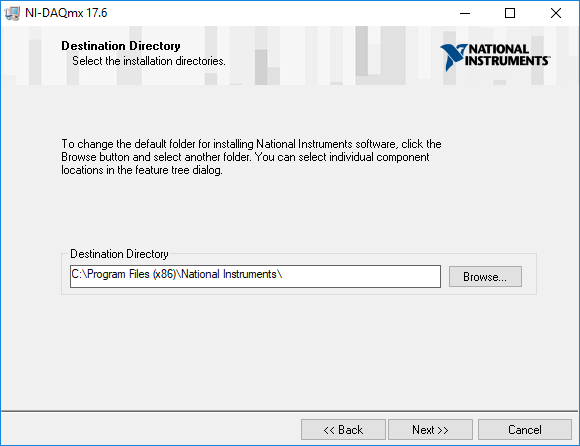 NI-DAQmx 17.6
Destination Directory
Select the installation directories.
NATIONAL
INSTRUMENTS
To change the default folder for installing National Instruments software, click the
Browse button and select another folder. You can select individual component
locations in the feature tree dialog.
Destination Directory
C:\Program Files (x86)\National Instruments\
Browse...
<< Back
Next >>
Cancel